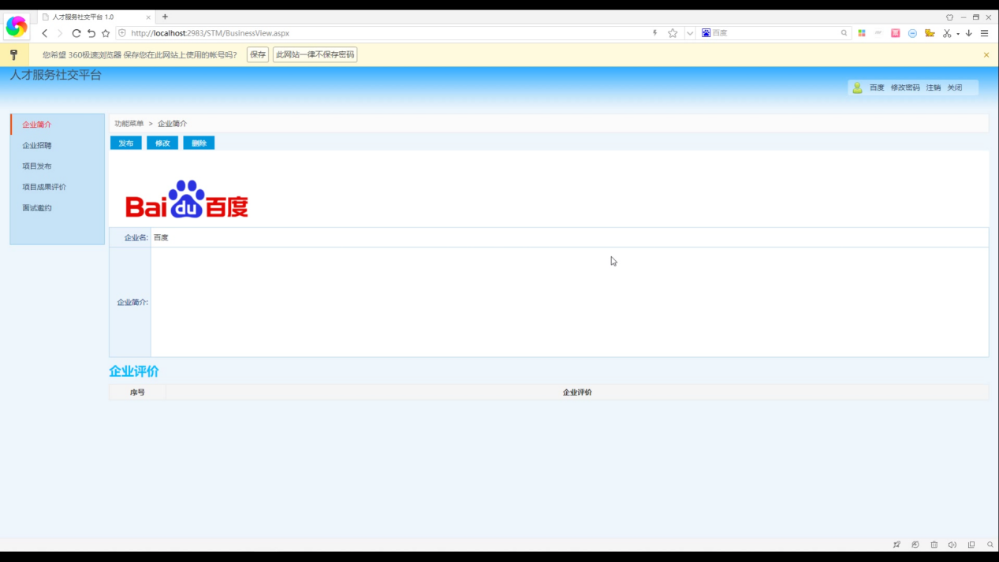 人才服务社交平台 1.0
http://localhost:2983/STM/BusinessView.aspx
百度
您希望 360极速浏览器 保存您在此网站上使用的帐号吗?
保存
此网站一律不保存密码
人才服务社交平台
百度 修改密码 注销 关闭
企业简介
企业招聘
项目发布
项目成果评价
面试邀约
功能菜单 > 企业简介
发布 修改 删除
Bai du 百度
企业名: 百度
企业简介:
企业评价
序号 企业评价